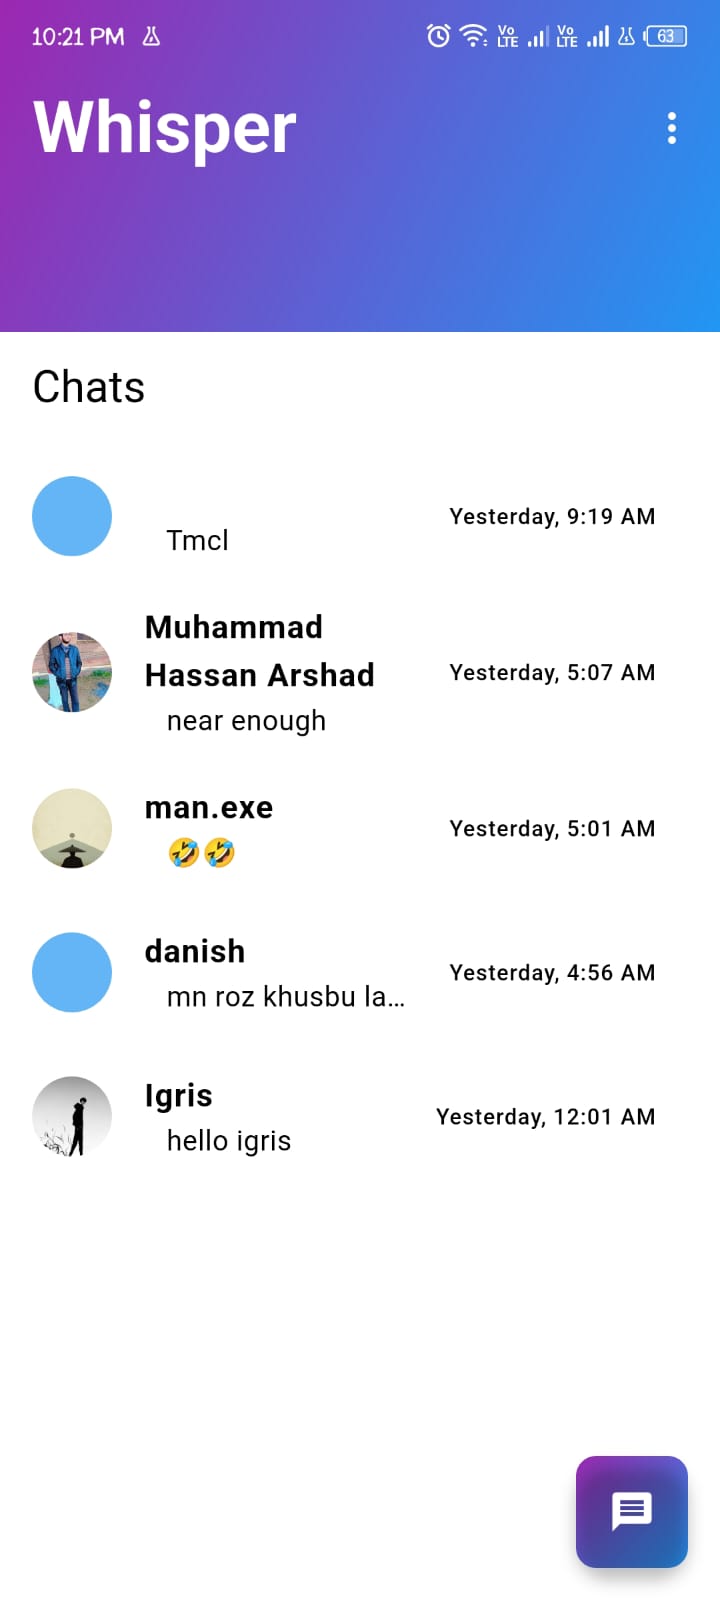 10:21 PM
Vo LTE Vo LTE 63
Whisper
Chats
Tmcl
Yesterday, 9:19 AM
Muhammad
Hassan Arshad
near enough
Yesterday, 5:07 AM
man.exe
🤣🤣
Yesterday, 5:01 AM
danish
mn roz khusbu la...
Yesterday, 4:56 AM
Igris
hello igris
Yesterday, 12:01 AM